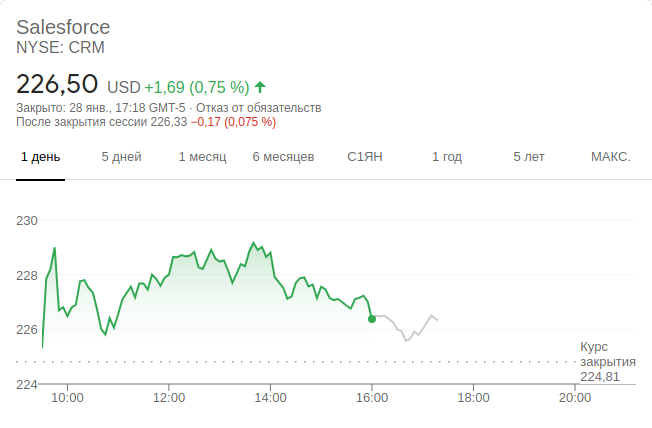 Salesforce
NYSE: CRM
226,50 USD +1,69 (0,75 %)
Закрыто: 28 янв., 17:18 GMT-5 · Отказ от обязательств
После закрытия сессии 226,33 −0,17 (0,075 %)
1 день 5 дней 1 месяц 6 месяцев С1ЯН 1 год 5 лет МАКС.
230
228
226
Курс
закрытия
224,81
224
10:00 12:00 14:00 16:00 18:00 20:00